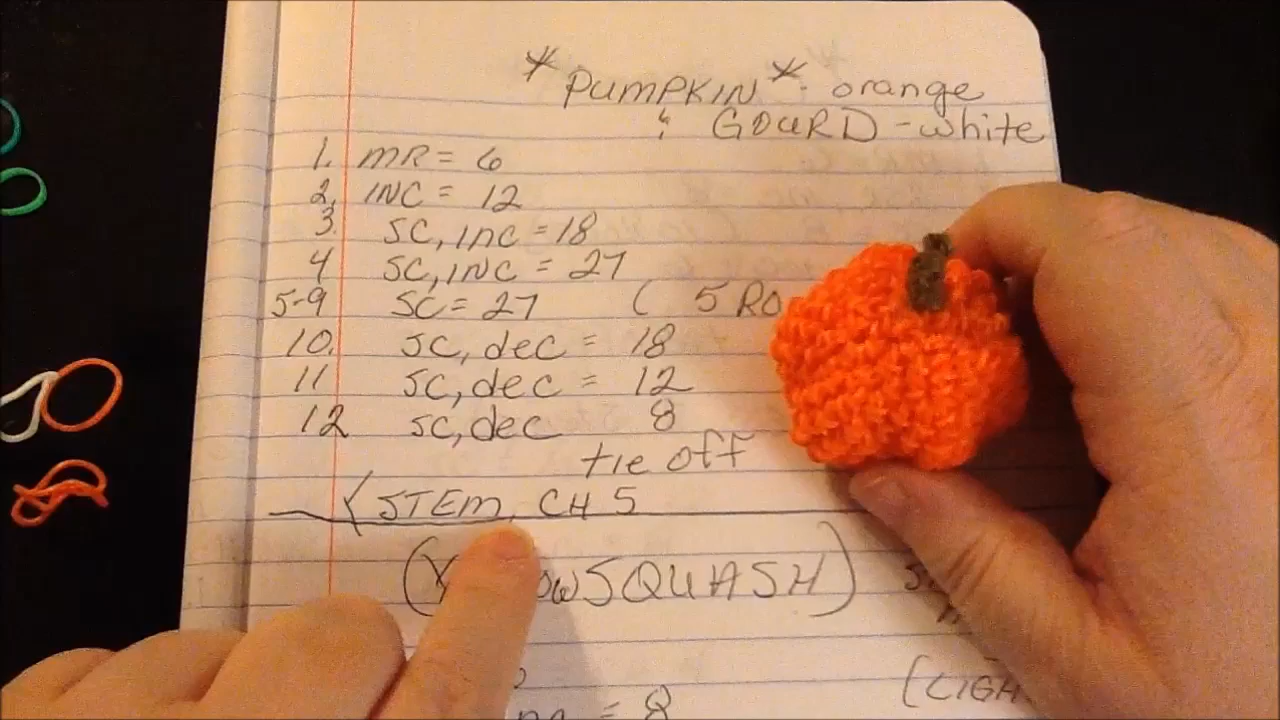 *PUMPKIN* - orange
& GOURD - white
1. MR = 6
2. INC = 12
3. SC, inc = 18
4 SC, INC = 27
5-9 SC = 27 ( 5 RO
10. SC, dec = 18
11 SC, dec = 12
12 SC, dec 8
tie off
STEM, CH 5
SQUASH)
(LIGH
= 8